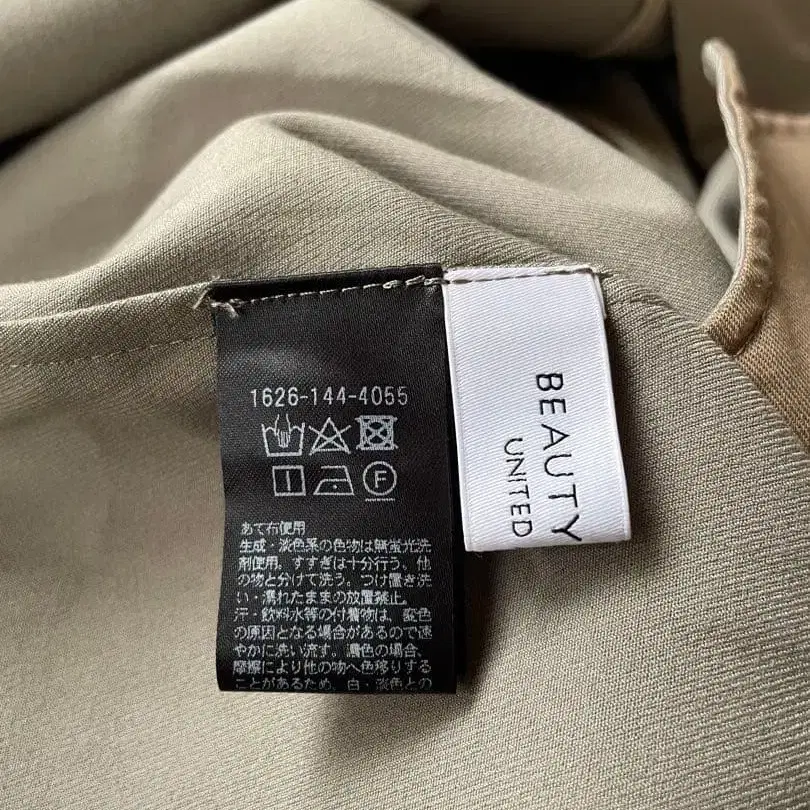 1626-144-4055
F
あて布使用
生成・淡色系の色物は無蛍光洗
剤使用。すすぎは十分行う。他
の物と分けて洗う。つけ置き洗
い・濡れたままの放置禁止。
汗・飲料水等の付着物は、変色
の原因となる場合があるので速
やかに洗い流す。濃色の場合、
摩擦により他の物へ色移りする
ことがあるため、白・淡色との
BEAUTY
UNITED